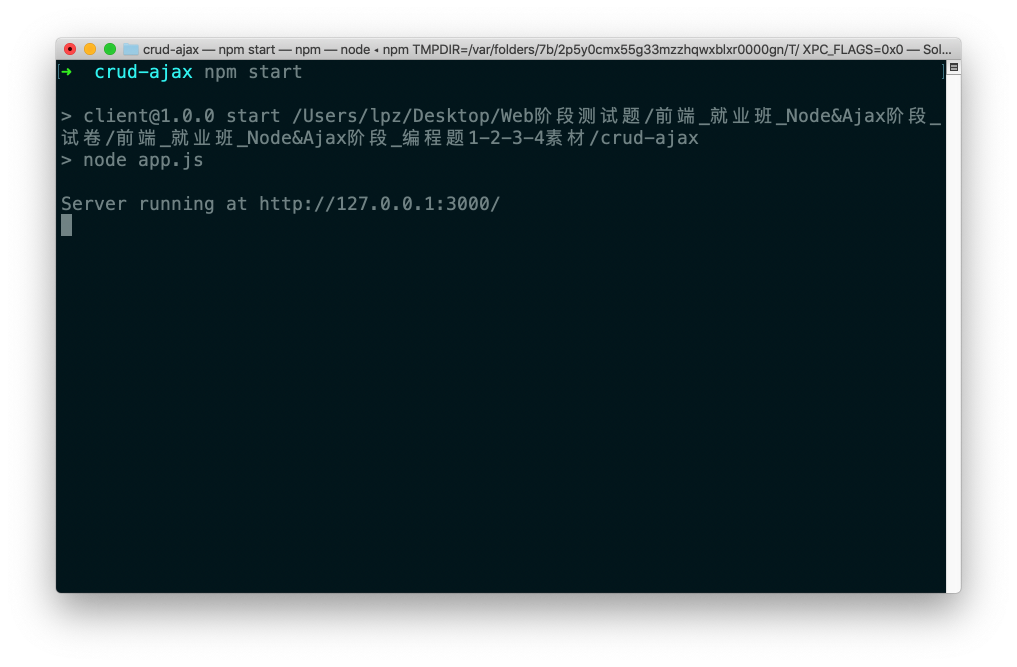 crud-ajax — npm start — npm — node ◂ npm TMPDIR=/var/folders/7b/2p5y0cmx55g33mzzhqwxblxr0000gn/T/ XPC_FLAGS=0x0 — Sol...
[➜  crud-ajax npm start ]
> client@1.0.0 start /Users/lpz/Desktop/Web阶段测试题/前端_就业班_Node&Ajax阶段_
试卷/前端_就业班_Node&Ajax阶段_编程题1-2-3-4素材/crud-ajax
> node app.js
Server running at http://127.0.0.1:3000/